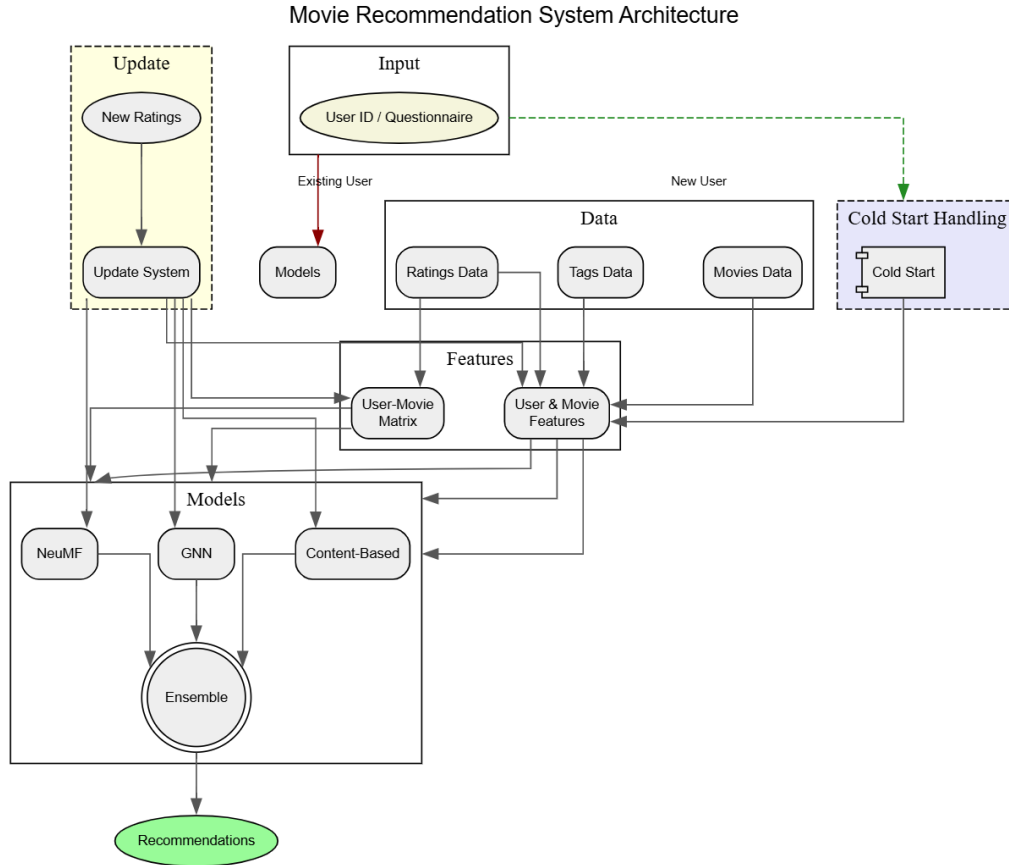 Movie Recommendation System Architecture
Update
Input
New Ratings
User ID / Questionnaire
Existing User
New User
Data
Cold Start Handling
Update System
Models
Ratings Data
Tags Data
Movies Data
Cold Start
Features
User-Movie
Matrix
User & Movie
Features
Models
NeuMF
GNN
Content-Based
Ensemble
Recommendations